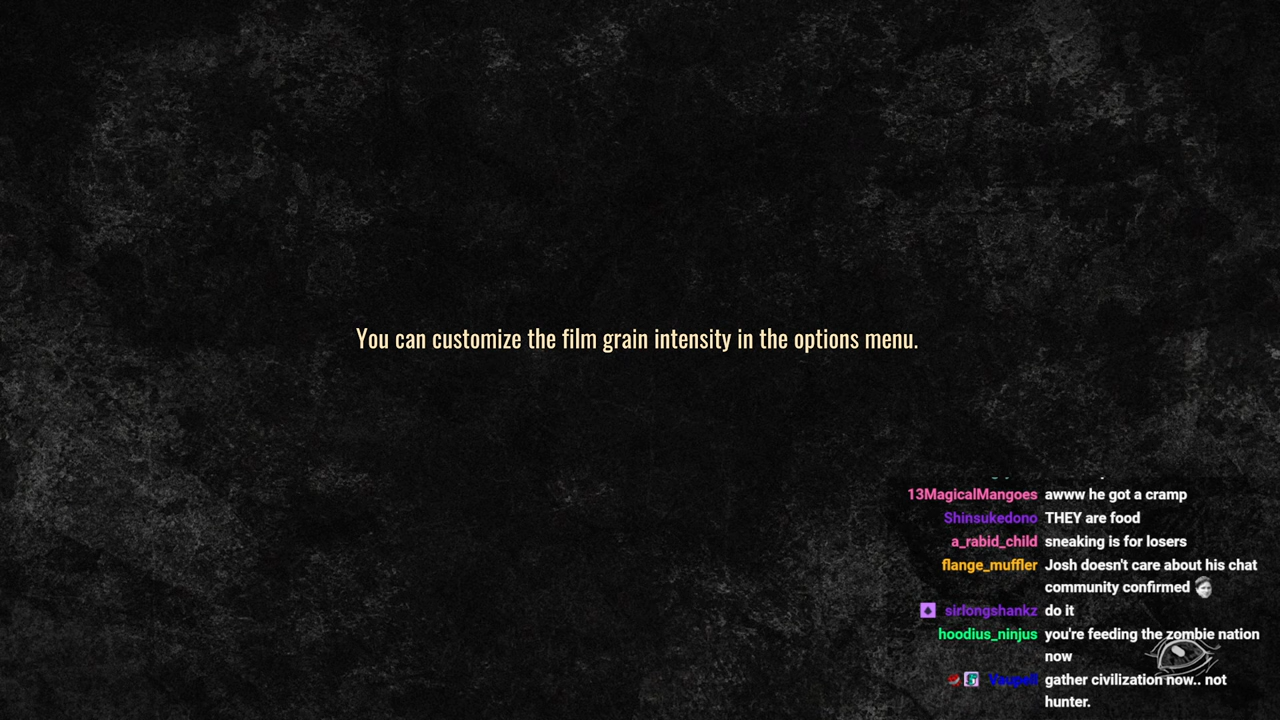 You can customize the film grain intensity in the options menu.
13MagicalMangoes awww he got a cramp
Shinsukedono THEY are food
a_rabid_child sneaking is for losers
flange_muffler Josh doesn't care about his chat
community confirmed
sirlongshankz do it
hoodius_ninjus you're feeding the zombie nation
now
gather civilization now.. not
hunter.